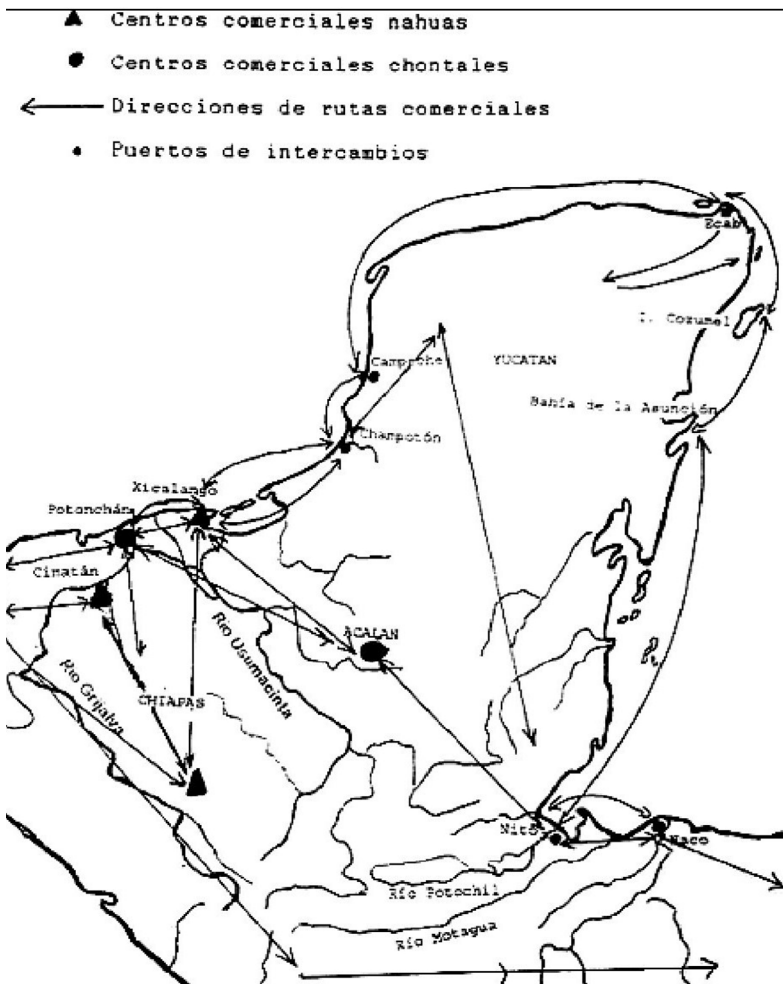 Centros comerciales nahuas
Centros comerciales chontales
Direcciones de rutas comerciales
Puertos de intercambios
Ecab
I. Cozumel
Campeche
YUCATAN
Bahía de la Asunción
Champotón
Xicalango
Potonchán
Cimatán
ACALAN
Río Usumacinta
Río Grijalva
CHIAPAS
Nito
Naco
Río Potochil
Río Motagua